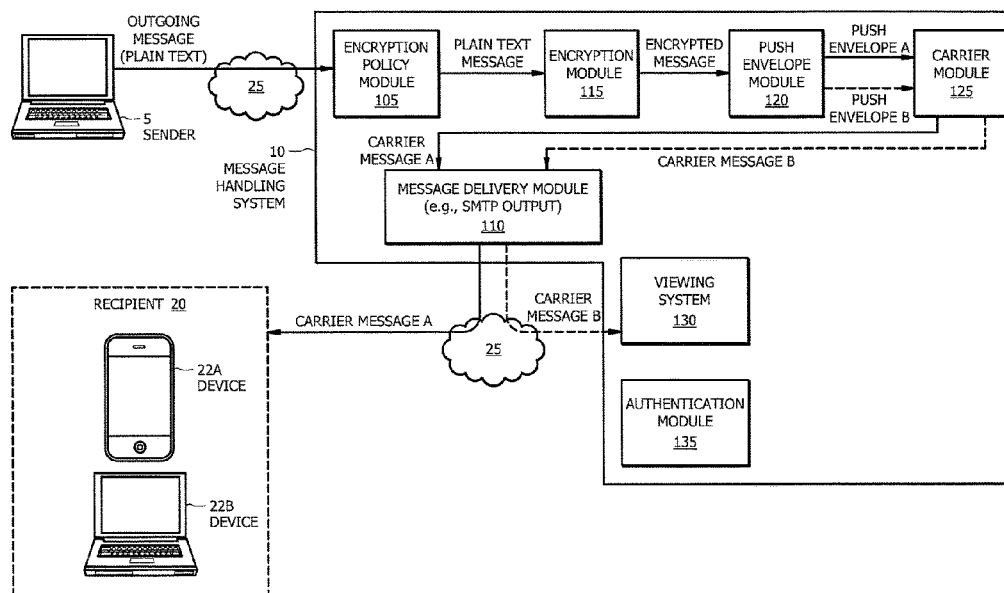 OUTGOING
MESSAGE
(PLAIN TEXT)
25
5
SENDER
ENCRYPTION
POLICY
MODULE
105
PLAIN TEXT
MESSAGE
ENCRYPTION
MODULE
115
ENCRYPTED
MESSAGE
PUSH
ENVELOPE
MODULE
120
PUSH
ENVELOPE A
PUSH
ENVELOPE B
CARRIER
MODULE
125
10
MESSAGE
HANDLING
SYSTEM
CARRIER
MESSAGE A
CARRIER MESSAGE B
MESSAGE DELIVERY MODULE
(e.g., SMTP OUTPUT)
110
RECIPIENT 20
CARRIER MESSAGE A
25
CARRIER
MESSAGE B
VIEWING
SYSTEM
130
22A
DEVICE
AUTHENTICATION
MODULE
135
22B
DEVICE